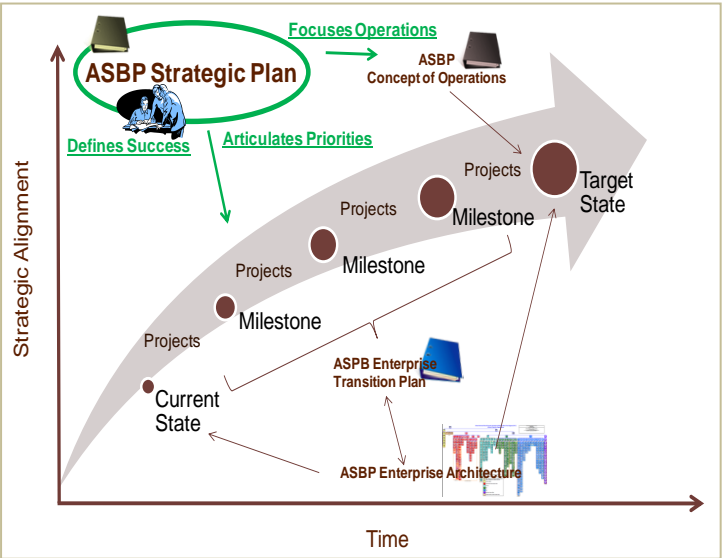 Focuses Operations
ASBP Strategic Plan
ASBP
Concept of Operations
Defines Success
Articulates Priorities
Projects
Target
State
Projects
Milestone
Projects
Milestone
Projects
Milestone
Current
State
ASPB Enterprise
Transition Plan
ASBP Enterprise Architecture
Strategic Alignment
Time